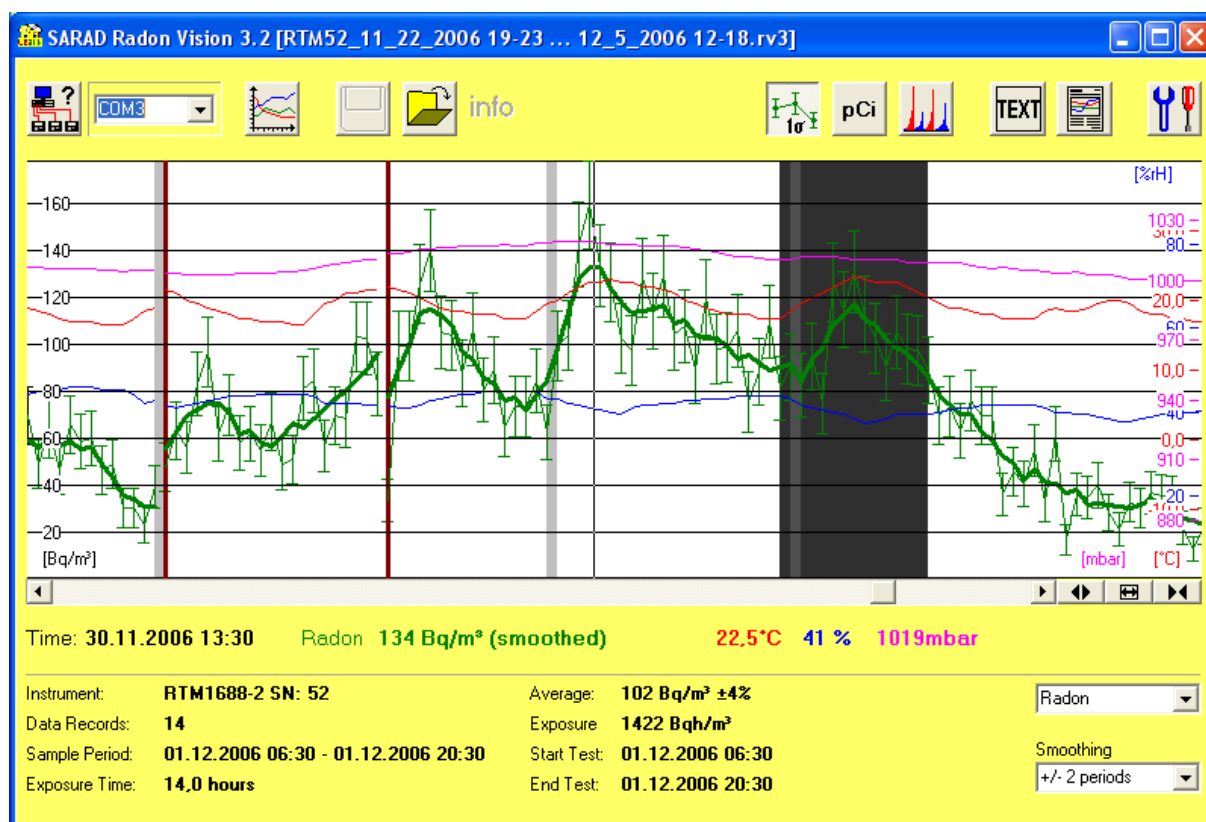 SARAD Radon Vision 3.2 [RTM52_11_22_2006 19-23 ... 12_5_2006 12-18.rv3]
? COM3 info 1σ pCi TEXT
[%rH]
160
1030
80
140
1000
120
20,0
60
970
100
10,0
80
940
40
60
0,0
910
40
20
880
20
[Bq/m³] [mbar] [°C]
Time: 30.11.2006 13:30 Radon 134 Bq/m³ (smoothed) 22,5°C 41 % 1019mbar
Instrument: RTM1688-2 SN: 52 Average: 102 Bq/m³ ±4% Radon
Data Records: 14 Exposure 1422 Bqh/m³
Sample Period: 01.12.2006 06:30 - 01.12.2006 20:30 Start Test: 01.12.2006 06:30 Smoothing
Exposure Time: 14,0 hours End Test: 01.12.2006 20:30 +/- 2 periods